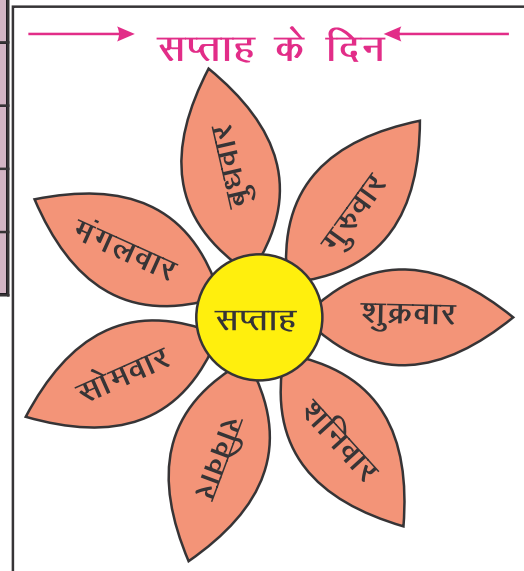 सप्ताह के दिन
बुधवार
गुरुवार
मंगलवार
शुक्रवार
सप्ताह
सोमवार
शनिवार
रविवार